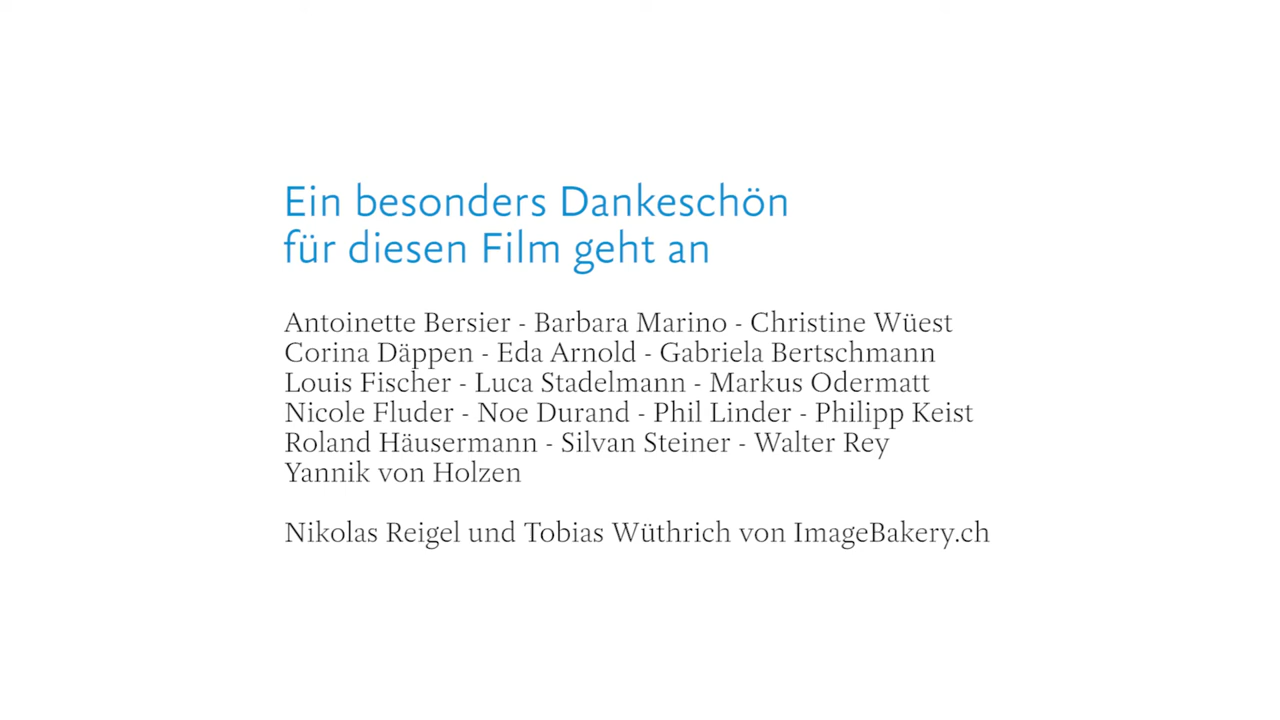 Ein besonders Dankeschön
für diesen Film geht an
Antoinette Bersier - Barbara Marino - Christine Wüest
Corina Däppen - Eda Arnold - Gabriela Bertschmann
Louis Fischer - Luca Stadelmann - Markus Odermatt
Nicole Fluder - Noe Durand - Phil Linder - Philipp Keist
Roland Häusermann - Silvan Steiner - Walter Rey
Yannik von Holzen
Nikolas Reigel und Tobias Wüthrich von ImageBakery.ch